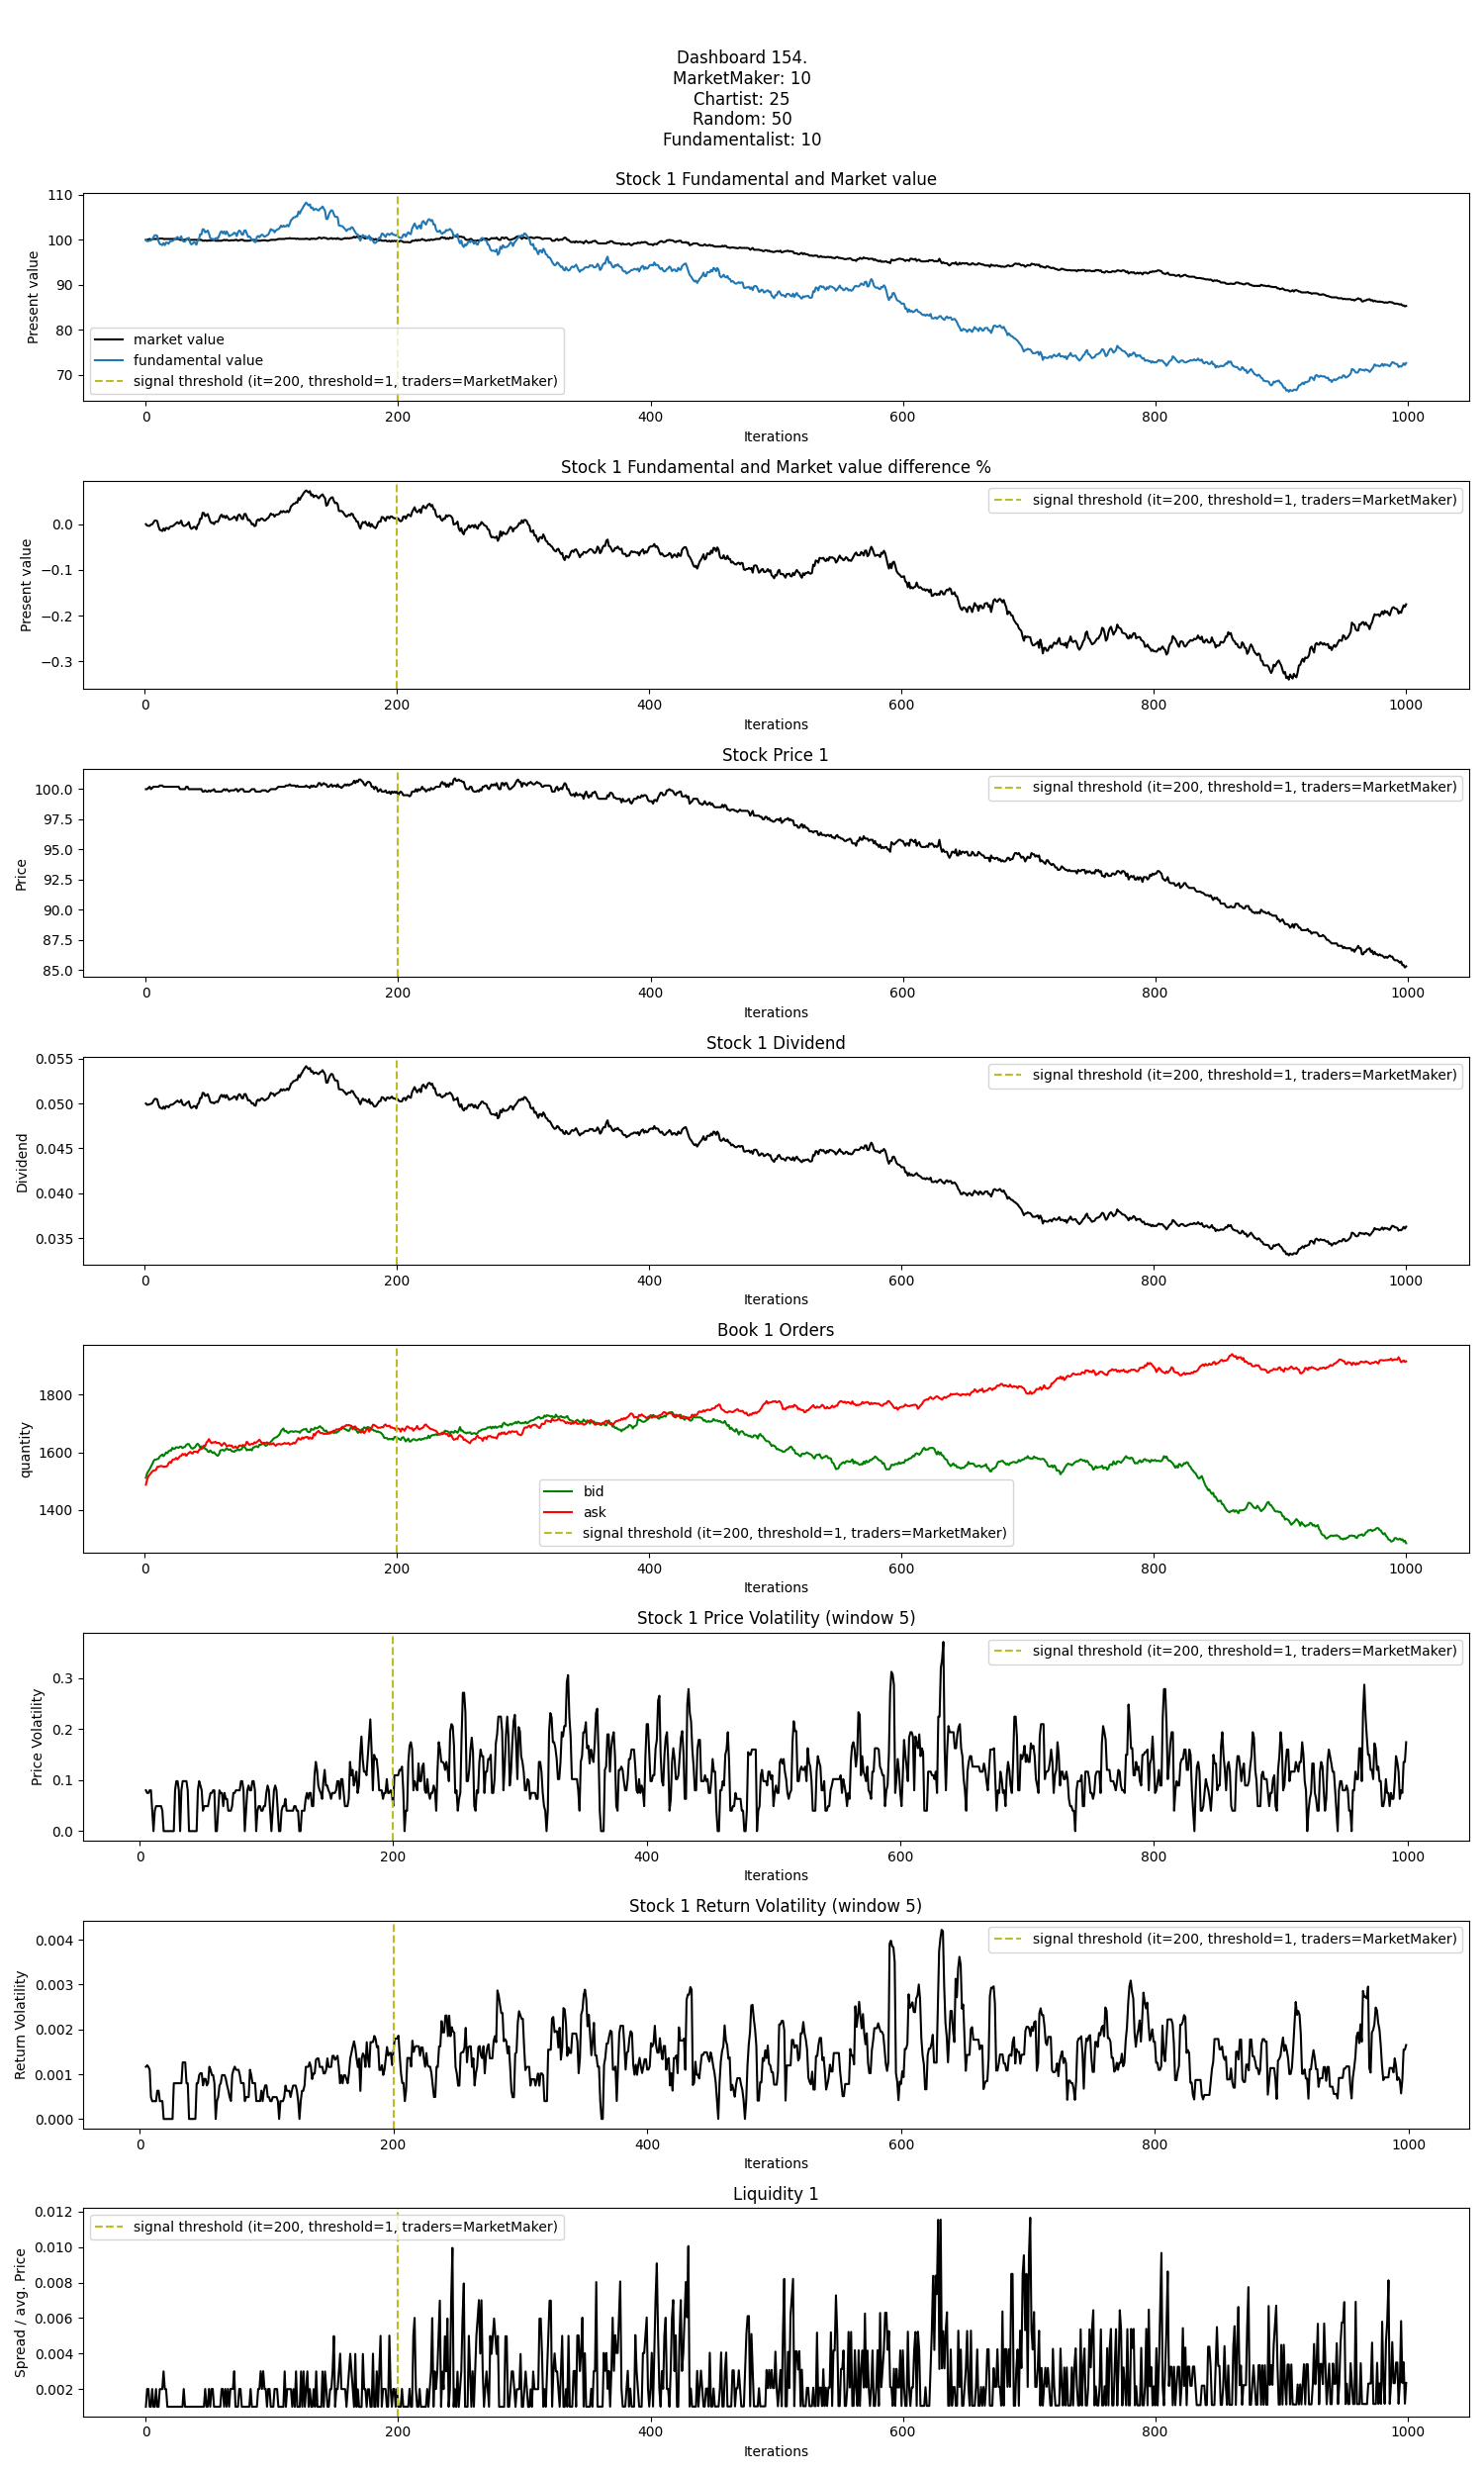 Dashboard 154.
MarketMaker: 10
Chartist: 25
Random: 50
Fundamentalist: 10
Stock 1 Fundamental and Market value
Present value
110
100
90
80
70
market value
fundamental value
signal threshold (it=200, threshold=1, traders=MarketMaker)
0 200 400 600 800 1000
Iterations
Stock 1 Fundamental and Market value difference %
Present value
0.0
−0.1
−0.2
−0.3
signal threshold (it=200, threshold=1, traders=MarketMaker)
0 200 400 600 800 1000
Iterations
Stock Price 1
Price
100.0
97.5
95.0
92.5
90.0
87.5
85.0
signal threshold (it=200, threshold=1, traders=MarketMaker)
0 200 400 600 800 1000
Iterations
Stock 1 Dividend
Dividend
0.055
0.050
0.045
0.040
0.035
signal threshold (it=200, threshold=1, traders=MarketMaker)
0 200 400 600 800 1000
Iterations
Book 1 Orders
quantity
1800
1600
1400
bid
ask
signal threshold (it=200, threshold=1, traders=MarketMaker)
0 200 400 600 800 1000
Iterations
Stock 1 Price Volatility (window 5)
Price Volatility
0.3
0.2
0.1
0.0
signal threshold (it=200, threshold=1, traders=MarketMaker)
0 200 400 600 800 1000
Iterations
Stock 1 Return Volatility (window 5)
Return Volatility
0.004
0.003
0.002
0.001
0.000
signal threshold (it=200, threshold=1, traders=MarketMaker)
0 200 400 600 800 1000
Iterations
Liquidity 1
Spread / avg. Price
0.012
0.010
0.008
0.006
0.004
0.002
signal threshold (it=200, threshold=1, traders=MarketMaker)
0 200 400 600 800 1000
Iterations